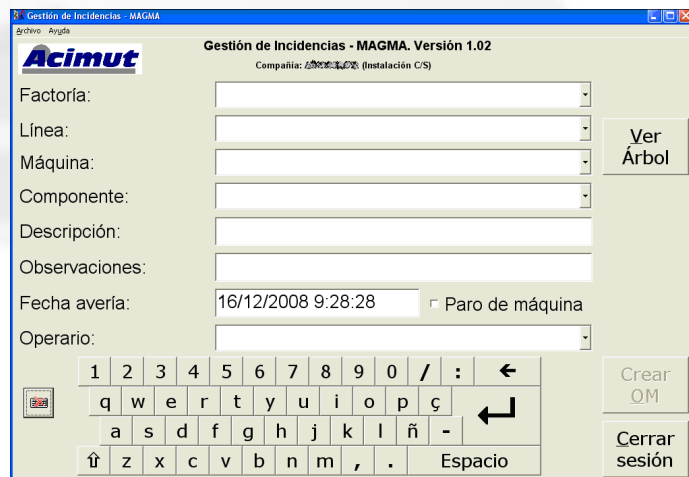 Gestión de Incidencias - MAGMA
Archivo Ayuda
Acimut
Gestión de Incidencias - MAGMA. Versión 1.02
Compañía: (Instalación C/S)
Factoría:
Línea:
Ver
Árbol
Máquina:
Componente:
Descripción:
Observaciones:
Fecha avería: 16/12/2008 9:28:28 Paro de máquina
Operario:
1 2 3 4 5 6 7 8 9 0 / : ←
Crear
OM
q w e r t y u i o p ç
a s d f g h j k l ñ -
Cerrar
sesión
⇧ z x c v b n m , . Espacio